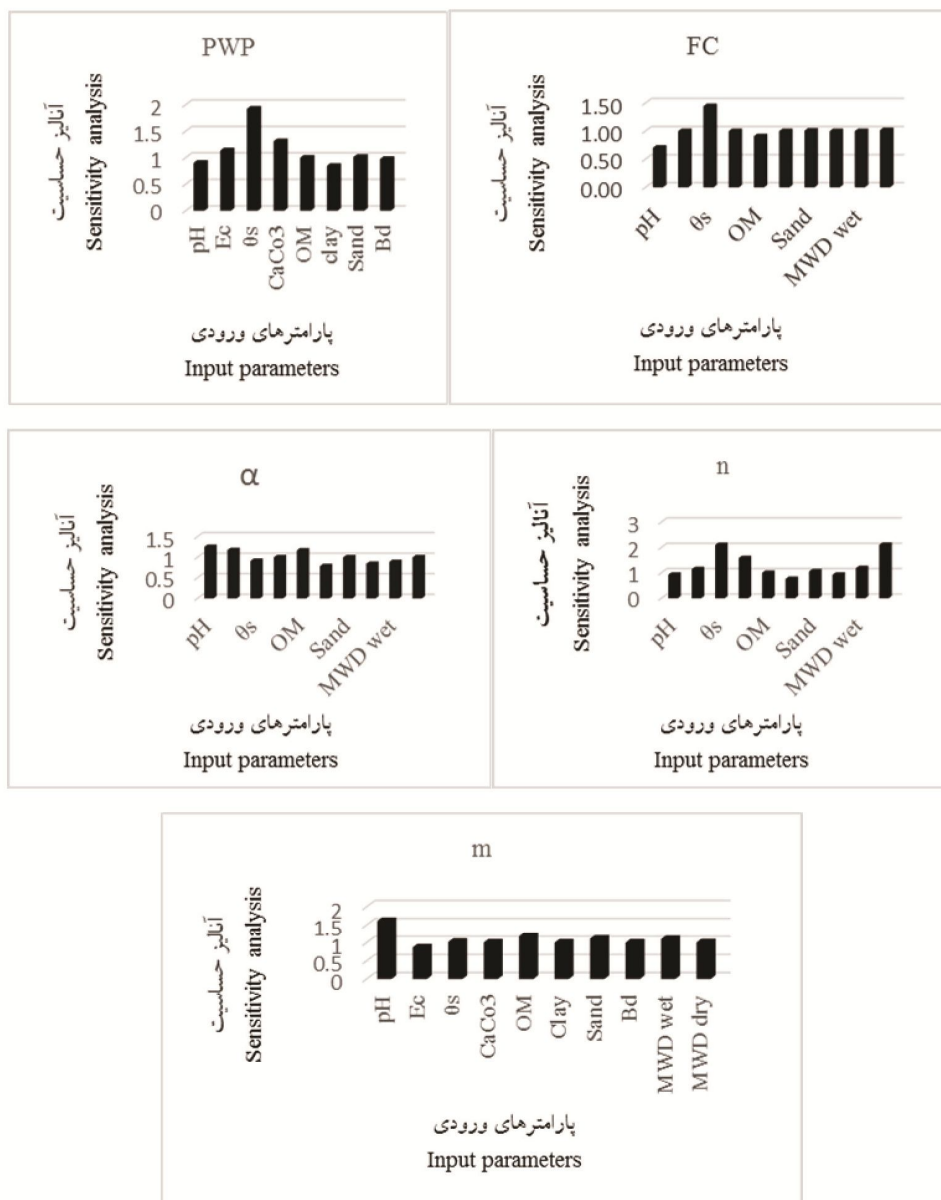 PWP
آنالیز حساسیت
Sensitivity analysis
2
1.5
1
0.5
0
pH
Ec
θs
CaCo3
OM
clay
Sand
Bd
پارامترهای ورودی
Input parameters
FC
آنالیز حساسیت
Sensitivity analysis
1.50
1.00
0.50
0.00
pH
θs
OM
Sand
MWD wet
پارامترهای ورودی
Input parameters
α
آنالیز حساسیت
Sensitivity analysis
1.5
1
0.5
0
pH
θs
OM
Sand
MWD wet
پارامترهای ورودی
Input parameters
n
آنالیز حساسیت
Sensitivity analysis
3
2
1
0
pH
θs
OM
Sand
MWD wet
پارامترهای ورودی
Input parameters
m
آنالیز حساسیت
Sensitivity analysis
2
1.5
1
0.5
0
pH
Ec
θs
CaCo3
OM
Clay
Sand
Bd
MWD wet
MWD dry
پارامترهای ورودی
Input parameters